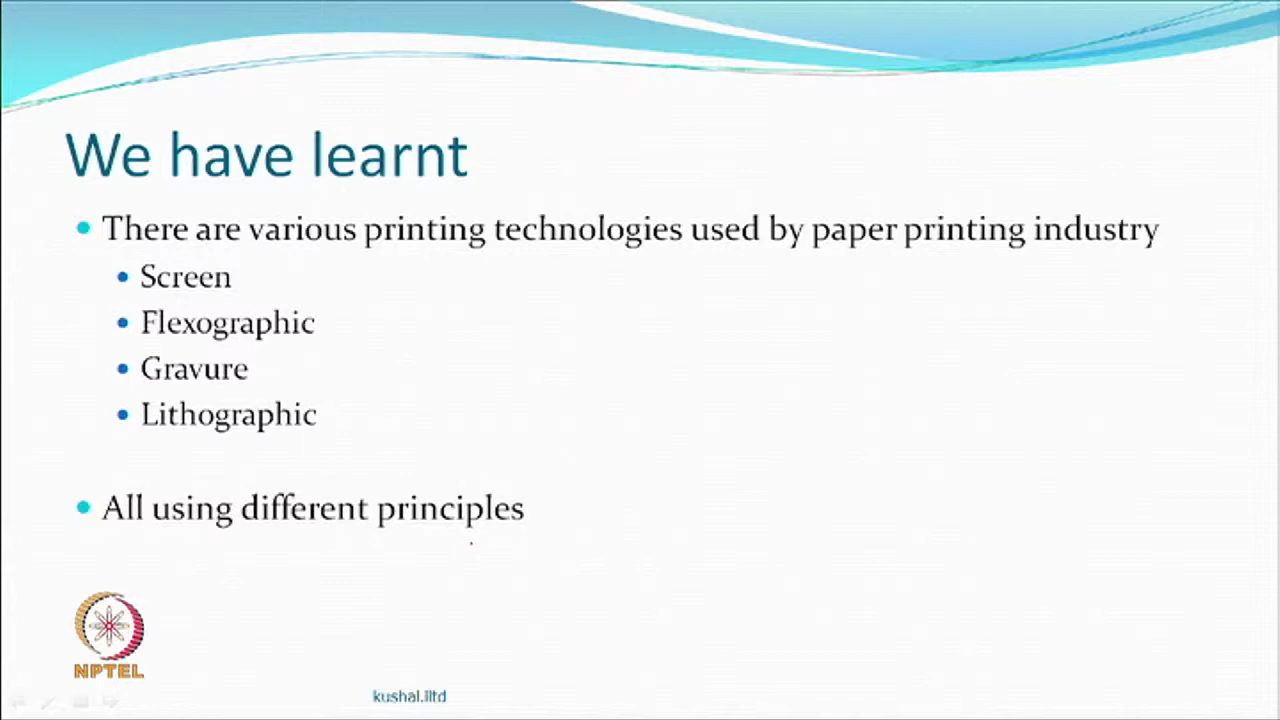 We have learnt
There are various printing technologies used by paper printing industry
Screen
Flexographic
Gravure
Lithographic
All using different principles
NPTEL
kushal.iitd